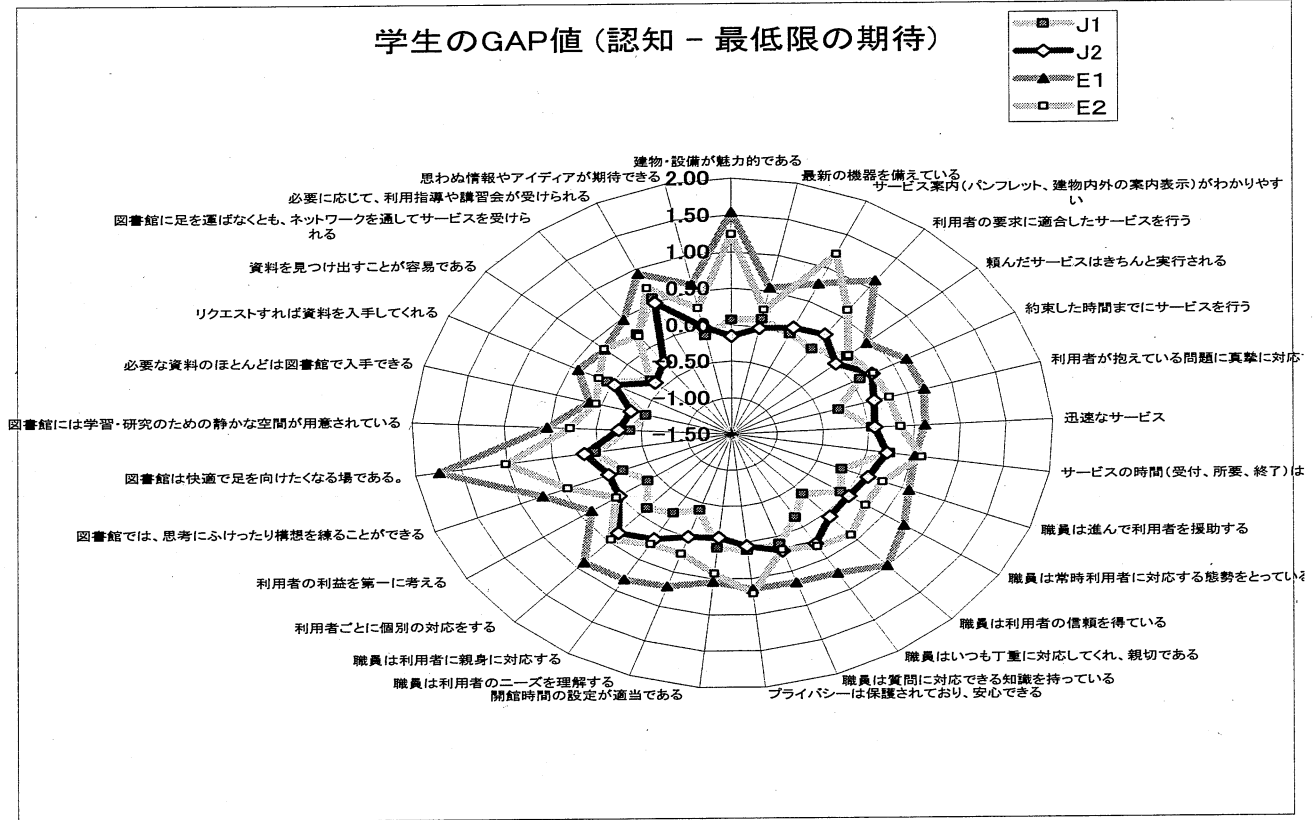 学生のGAP値（認知 − 最低限の期待）
J1
J2
E1
E2
建物・設備が魅力的である
最新の機器を備えている
サービス案内（パンフレット、建物内外の案内表示）がわかりやす
い
利用者の要求に適合したサービスを行う
頼んだサービスはきちんと実行される
約束した時間までにサービスを行う
利用者が抱えている問題に真摯に対応
迅速なサービス
サービスの時間（受付、所要、終了）は
職員は進んで利用者を援助する
職員は常時利用者に対応する態勢をとっている
職員は利用者の信頼を得ている
職員はいつも丁重に対応してくれ、親切である
職員は質問に対応できる知識を持っている
プライバシーは保護されており、安心できる
開館時間の設定が適当である
職員は利用者のニーズを理解する
職員は利用者に親身に対応する
利用者ごとに個別の対応をする
利用者の利益を第一に考える
図書館では、思考にふけったり構想を練ることができる
図書館は快適で足を向けたくなる場である。
図書館には学習・研究のための静かな空間が用意されている
必要な資料のほとんどは図書館で入手できる
リクエストすれば資料を入手してくれる
資料を見つけ出すことが容易である
図書館に足を運ばなくとも、ネットワークを通してサービスを受けら
れる
必要に応じて、利用指導や講習会が受けられる
思わぬ情報やアイディアが期待できる
2.00
1.50
1.00
0.50
0.00
-0.50
-1.00
-1.50